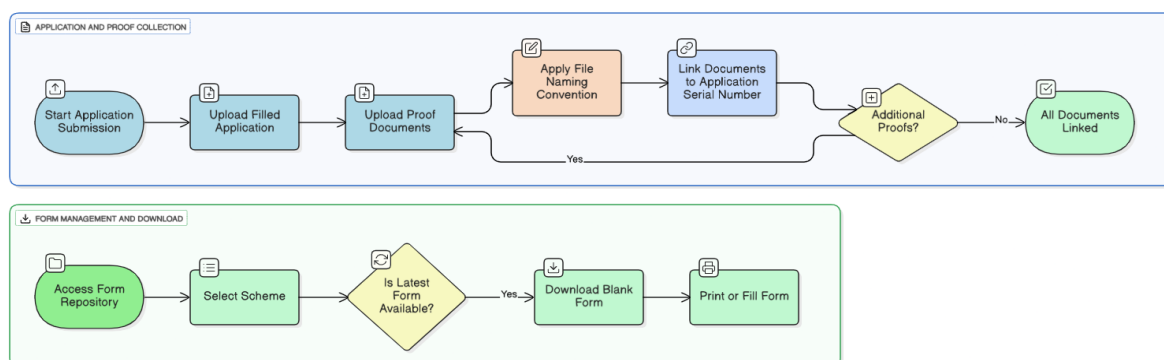 APPLICATION AND PROOF COLLECTION
Start Application
Submission
Upload Filled
Application
Upload Proof
Documents
Apply File
Naming
Convention
Link Documents
to Application
Serial Number
Additional
Proofs?
No
All Documents
Linked
Yes
FORM MANAGEMENT AND DOWNLOAD
Access Form
Repository
Select Scheme
Is Latest
Form
Available?
Yes
Download Blank
Form
Print or Fill Form